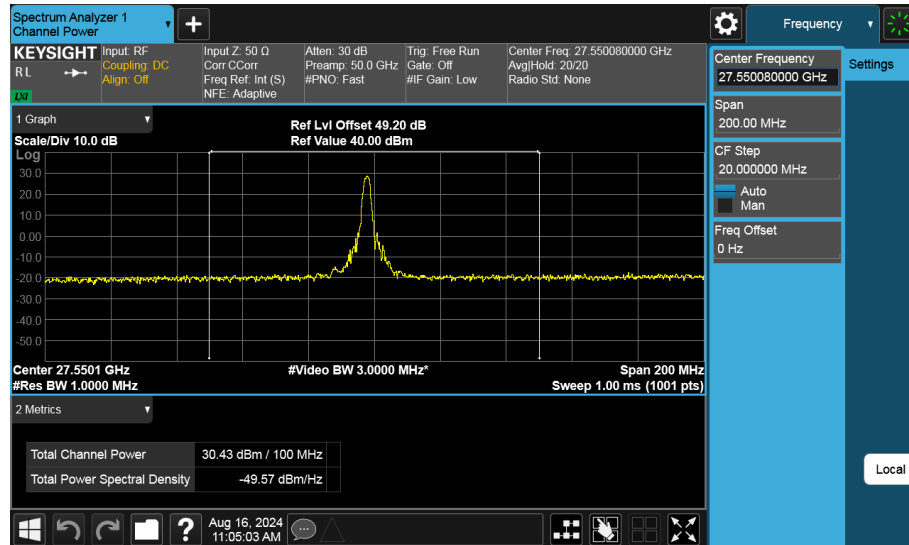 Spectrum Analyzer 1
Channel Power
Frequency
KEYSIGHT
R L
LXI
Input: RF
Coupling: DC
Align: Off
Input Z: 50 Ω
Corr CCorr
Freq Ref: Int (S)
NFE: Adaptive
Atten: 30 dB
Preamp: 50.0 GHz
#PNO: Fast
Trig: Free Run
Gate: Off
#IF Gain: Low
Center Freq: 27.550080000 GHz
Avg|Hold: 20/20
Radio Std: None
Center Frequency
27.550080000 GHz
Settings
Span
200.00 MHz
CF Step
20.000000 MHz
Auto
Man
Freq Offset
0 Hz
Local
1 Graph
Scale/Div 10.0 dB
Ref Lvl Offset 49.20 dB
Ref Value 40.00 dBm
Log
30.0
20.0
10.0
0.00
-10.0
-20.0
-30.0
-40.0
-50.0
Center 27.5501 GHz
#Video BW 3.0000 MHz*
Span 200 MHz
#Res BW 1.0000 MHz
Sweep 1.00 ms (1001 pts)
2 Metrics
Total Channel Power 30.43 dBm / 100 MHz
Total Power Spectral Density -49.57 dBm/Hz
?
Aug 16, 2024
11:05:03 AM